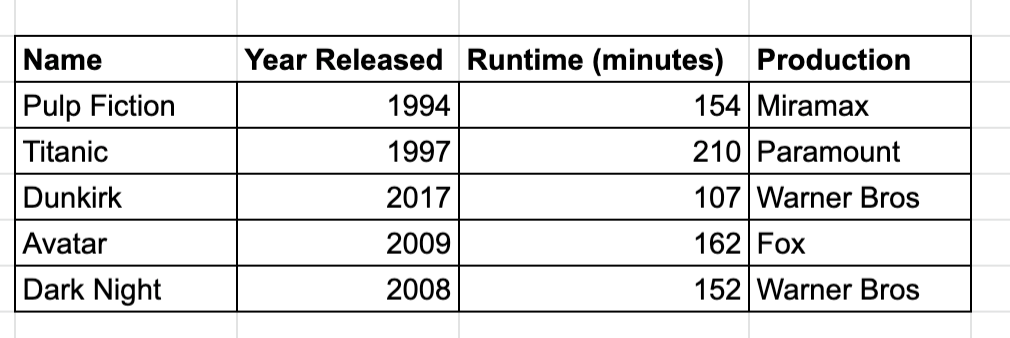 Name Year Released Runtime (minutes) Production
Pulp Fiction 1994 154 Miramax
Titanic 1997 210 Paramount
Dunkirk 2017 107 Warner Bros
Avatar 2009 162 Fox
Dark Night 2008 152 Warner Bros